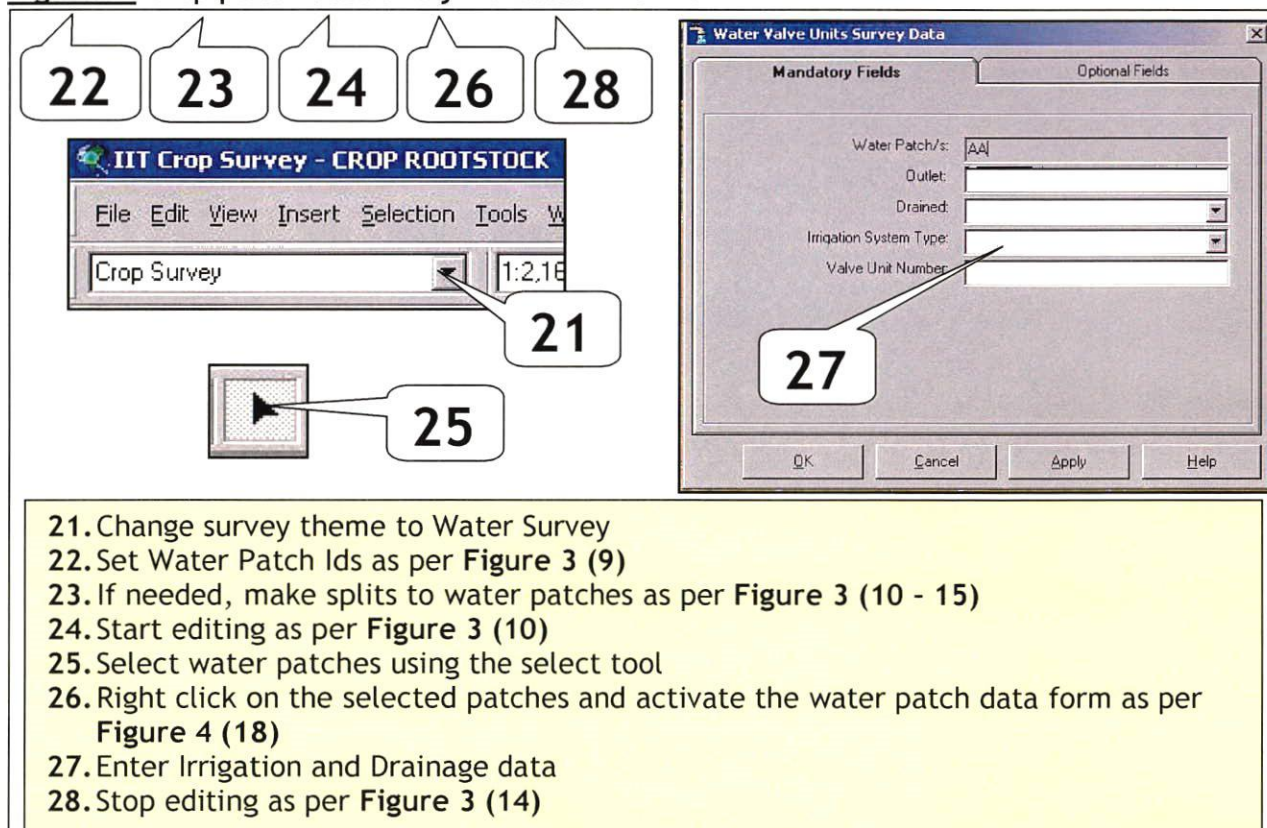 22 23 24 26 28
IIT Crop Survey - CROP ROOTSTOCK
File Edit View Insert Selection Tools W
Crop Survey 1:2,16
21
25
Water Valve Units Survey Data
Mandatory Fields Optional Fields
Water Patch/s: AA
Outlet:
Drained:
Irrigation System Type:
Valve Unit Number:
27
OK Cancel Apply Help
21. Change survey theme to Water Survey
22. Set Water Patch Ids as per Figure 3 (9)
23. If needed, make splits to water patches as per Figure 3 (10 - 15)
24. Start editing as per Figure 3 (10)
25. Select water patches using the select tool
26. Right click on the selected patches and activate the water patch data form as per
Figure 4 (18)
27. Enter Irrigation and Drainage data
28. Stop editing as per Figure 3 (14)